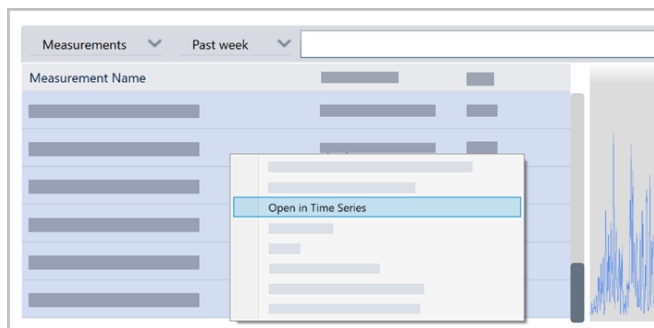 Measurements Past week
Measurement Name
Open in Time Series